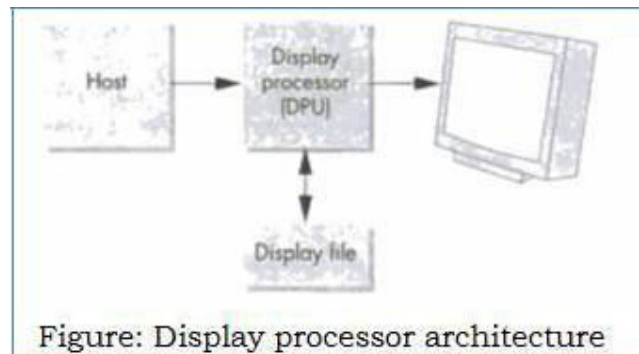 Host
Display
processor
(DPU)
Display file
Figure: Display processor architecture